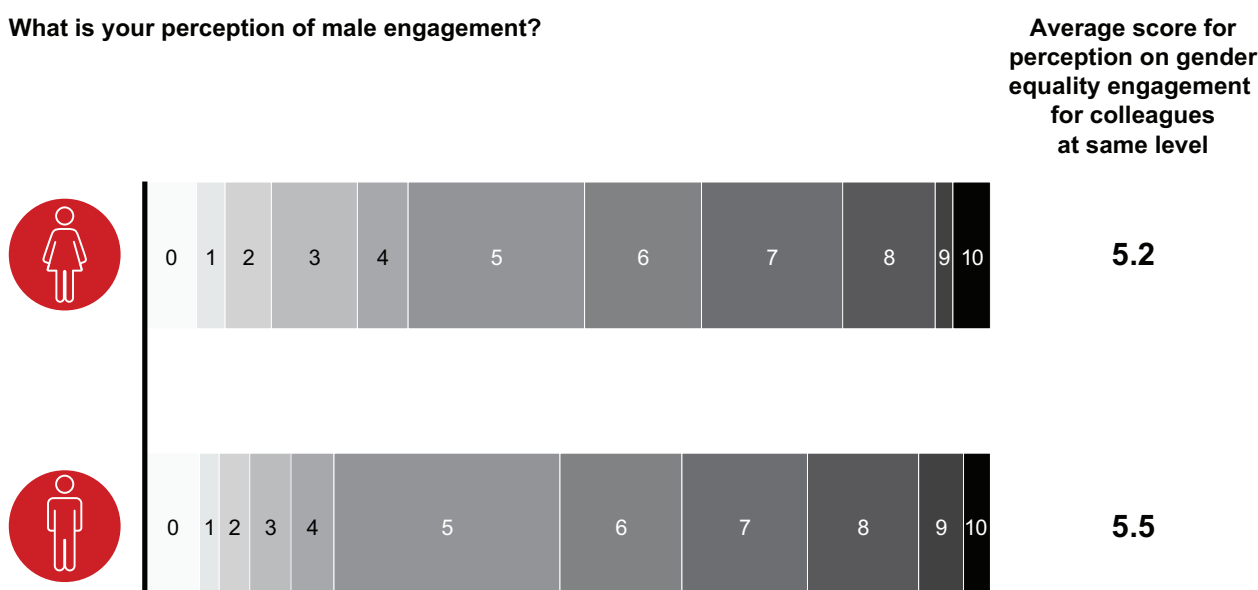 What is your perception of male engagement?
Average score for
perception on gender
equality engagement
for colleagues
at same level
0 1 2 3 4 5 6 7 8 9 10
5.2
0 1 2 3 4 5 6 7 8 9 10
5.5